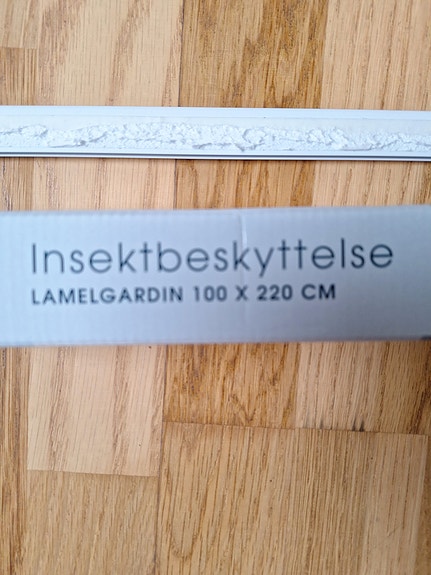 Insektbeskyttelse
LAMELGARDIN 100 X 220 CM